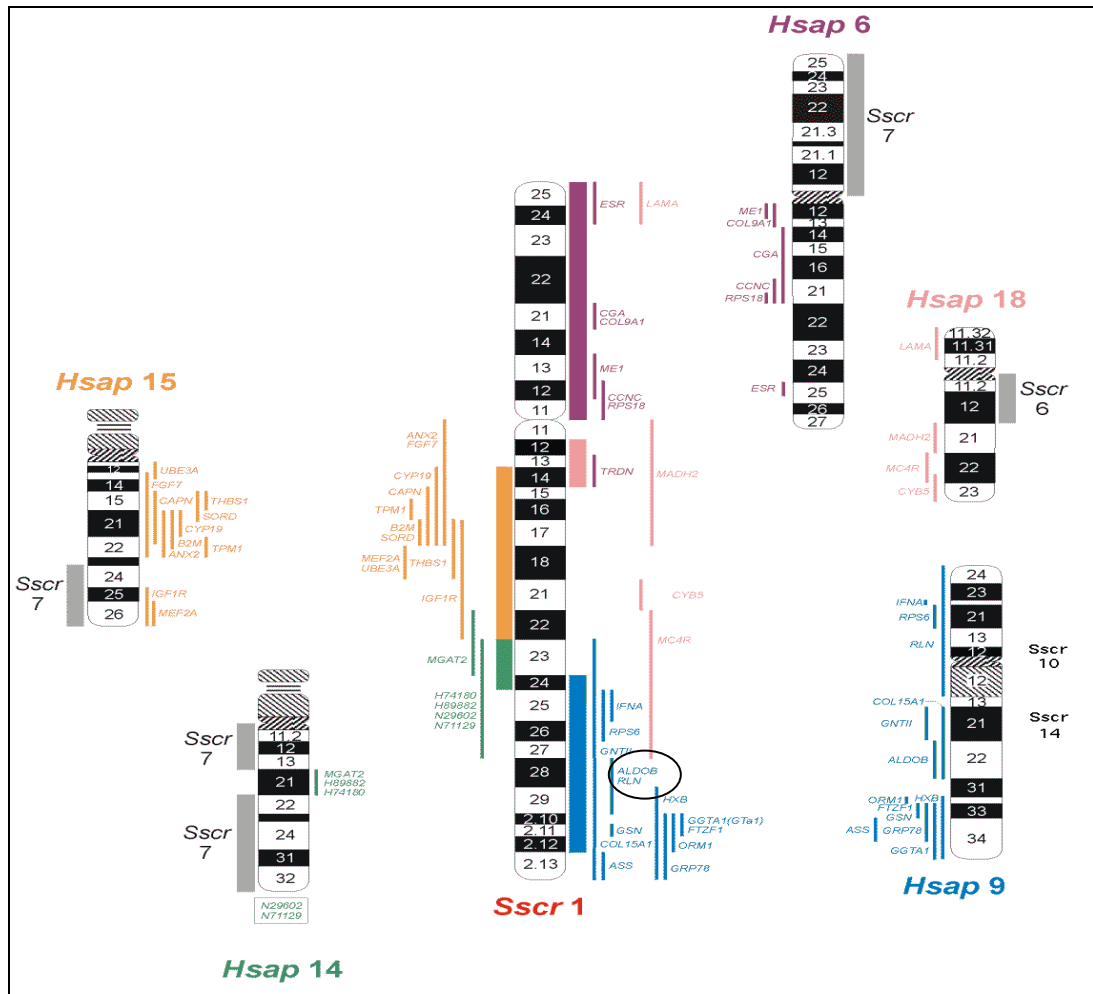 Hsap 6
25
24
23
22
21.3
21.1
12
12
13
14
15
16
21
22
23
24
25
26
27
Sscr
7
ME1
COL9A1
CGA
CCNC
RPS18
ESR
25
24
23
22
21
14
13
12
11
11
12
13
14
15
16
17
18
21
22
23
24
25
26
27
28
29
2.10
2.11
2.12
2.13
ESR
LAMA
CGA
COL9A1
ME1
CCNC
RPS18
TRDN
MADH2
CYB5
MC4R
IFNA
RPS6
GNTII
ALDOB
RLN
HXB
GGTA1(GTa1)
FTZF1
GSN
COL15A1
ORM1
ASS
GRP78
ANX2
FGF7
CYP19
CAPN
TPM1
B2M
SORD
MEF2A
UBE3A
THBS1
IGF1R
MGAT2
H74180
H89882
N29602
N71129
Sscr 1
Hsap 15
12
14
15
21
22
24
25
26
UBE3A
FGF7
CAPN
THBS1
SORD
CYP19
B2M
TPM1
ANX2
IGF1R
MEF2A
Sscr
7
Hsap 18
11.32
11.31
11.2
11.2
12
21
22
23
LAMA
MADH2
MC4R
CYB5
Sscr
6
24
23
21
13
12
12
13
21
22
31
33
34
IFNA
RPS6
RLN
COL15A1
GNTII
ALDOB
ORM1
HXB
FTZF1
GSN
ASS
GRP78
GGTA1
Sscr
10
Sscr
14
Hsap 9
11.2
12
13
21
22
24
31
32
Sscr
7
Sscr
7
MGAT2
H89882
H74180
N29602
N71129
Hsap 14